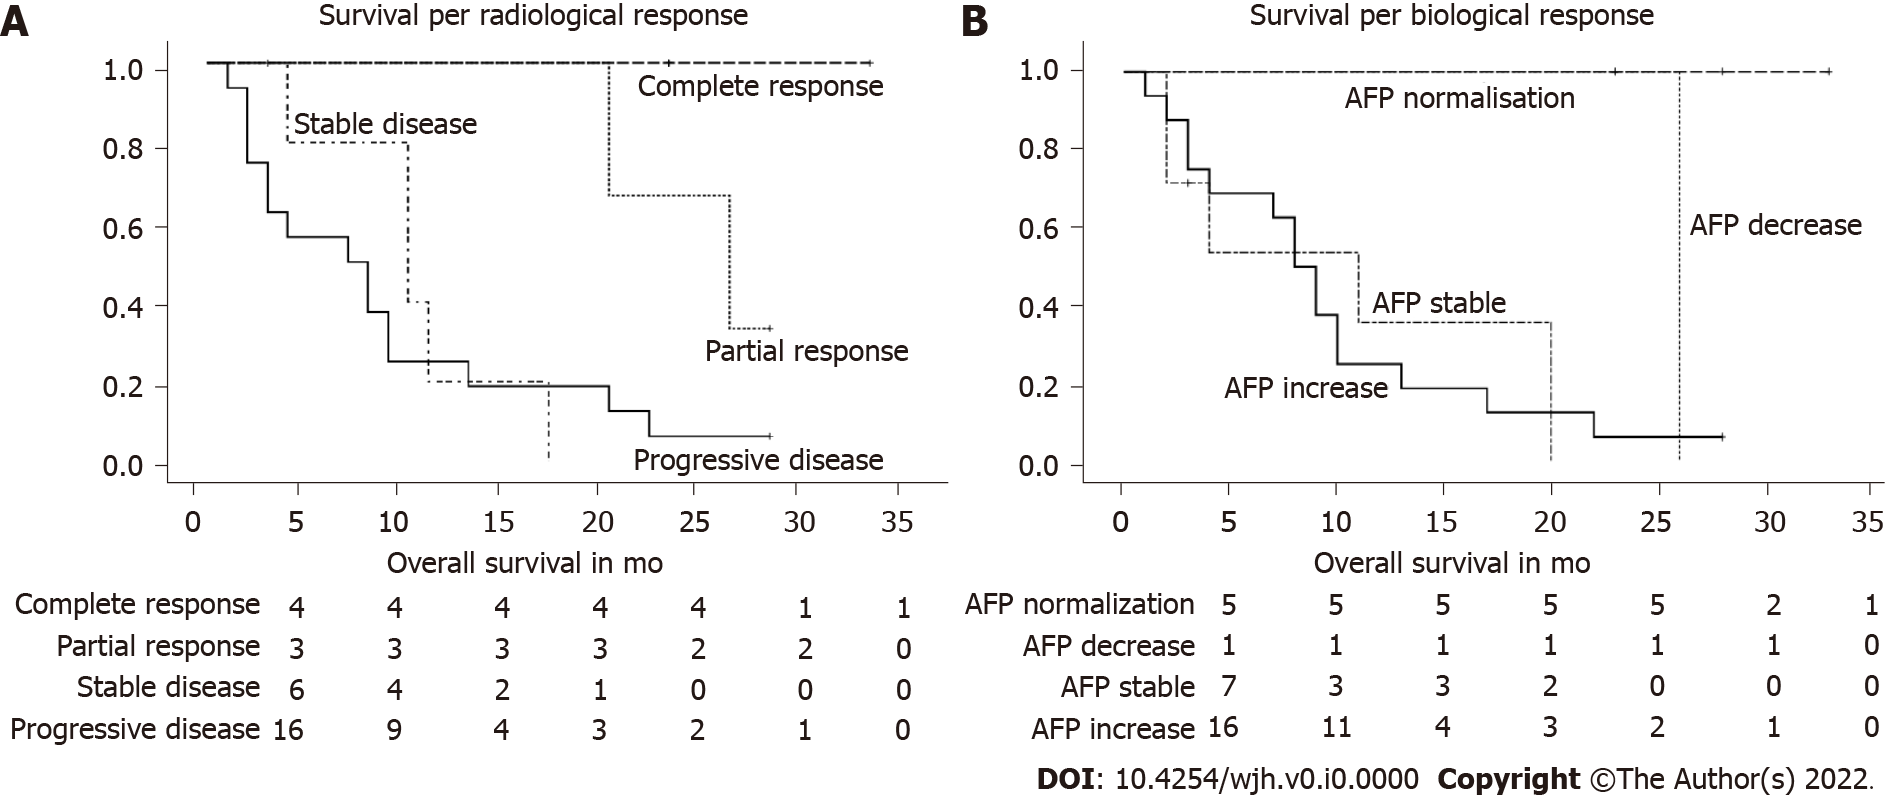 A
Survival per radiological response
1.0
0.8
0.6
0.4
0.2
0.0
Complete response
Stable disease
Partial response
Progressive disease
0 5 10 15 20 25 30 35
Overall survival in mo
Complete response 4 4 4 4 4 1 1
Partial response 3 3 3 3 2 2 0
Stable disease 6 4 2 1 0 0 0
Progressive disease 16 9 4 3 2 1 0
B
Survival per biological response
1.0
0.8
0.6
0.4
0.2
0.0
AFP normalisation
AFP decrease
AFP stable
AFP increase
0 5 10 15 20 25 30 35
Overall survival in mo
AFP normalization 5 5 5 5 5 2 1
AFP decrease 1 1 1 1 1 1 0
AFP stable 7 3 3 2 0 0 0
AFP increase 16 11 4 3 2 1 0
DOI: 10.4254/wjh.v0.i0.0000 Copyright ©The Author(s) 2022.